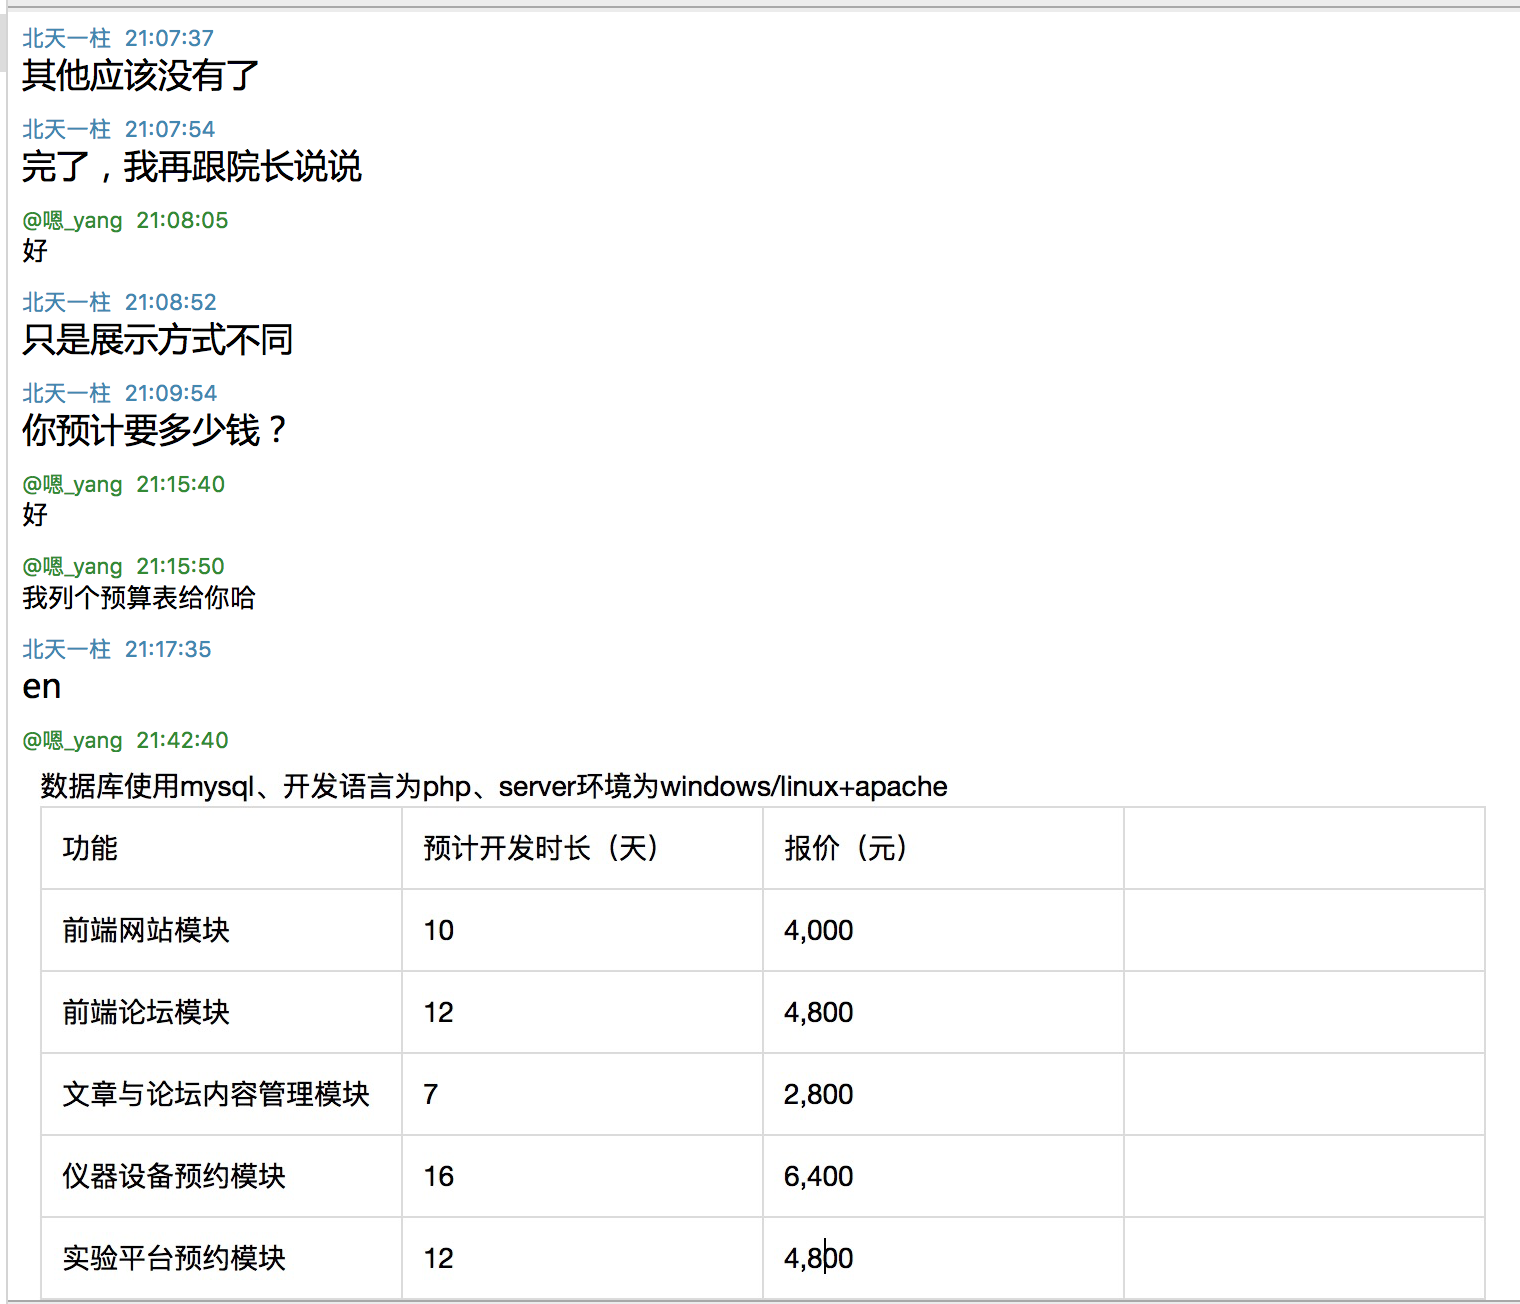 北天一柱 21:07:37
其他应该没有了
北天一柱 21:07:54
完了，我再跟院长说说
@嗯_yang 21:08:05
好
北天一柱 21:08:52
只是展示方式不同
北天一柱 21:09:54
你预计要多少钱？
@嗯_yang 21:15:40
好
@嗯_yang 21:15:50
我列个预算表给你哈
北天一柱 21:17:35
en
@嗯_yang 21:42:40
数据库使用mysql、开发语言为php、server环境为windows/linux+apache
功能 预计开发时长（天） 报价（元）
前端网站模块 10 4,000
前端论坛模块 12 4,800
文章与论坛内容管理模块 7 2,800
仪器设备预约模块 16 6,400
实验平台预约模块 12 4,800